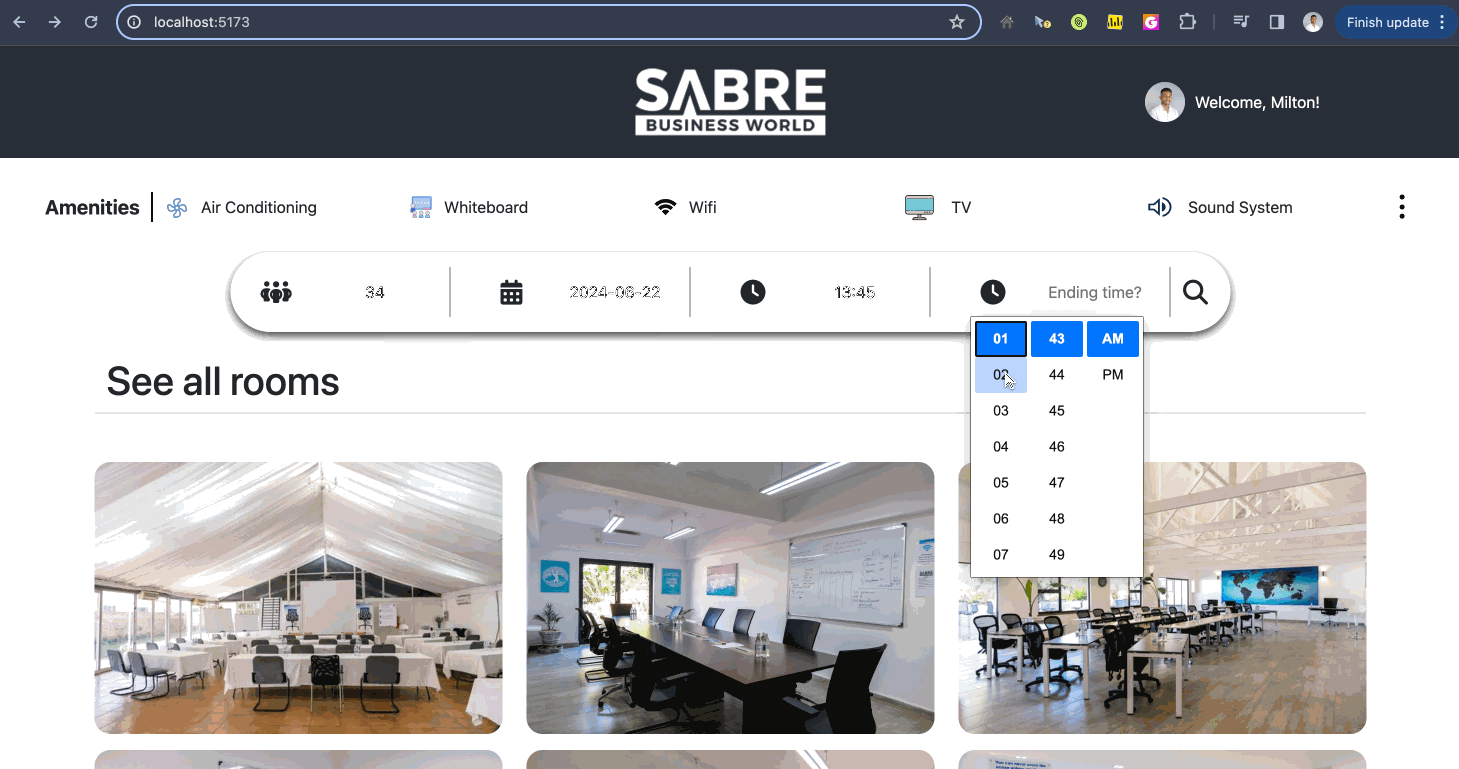 localhost:5173
Finish update
SABRE
BUSINESS WORLD
Welcome, Milton!
Amenities
Air Conditioning
Whiteboard
Wifi
TV
Sound System
34
2024-06-22
13:45
Ending time?
01 43 AM
02 44 PM
03 45
04 46
05 47
06 48
07 49
See all rooms